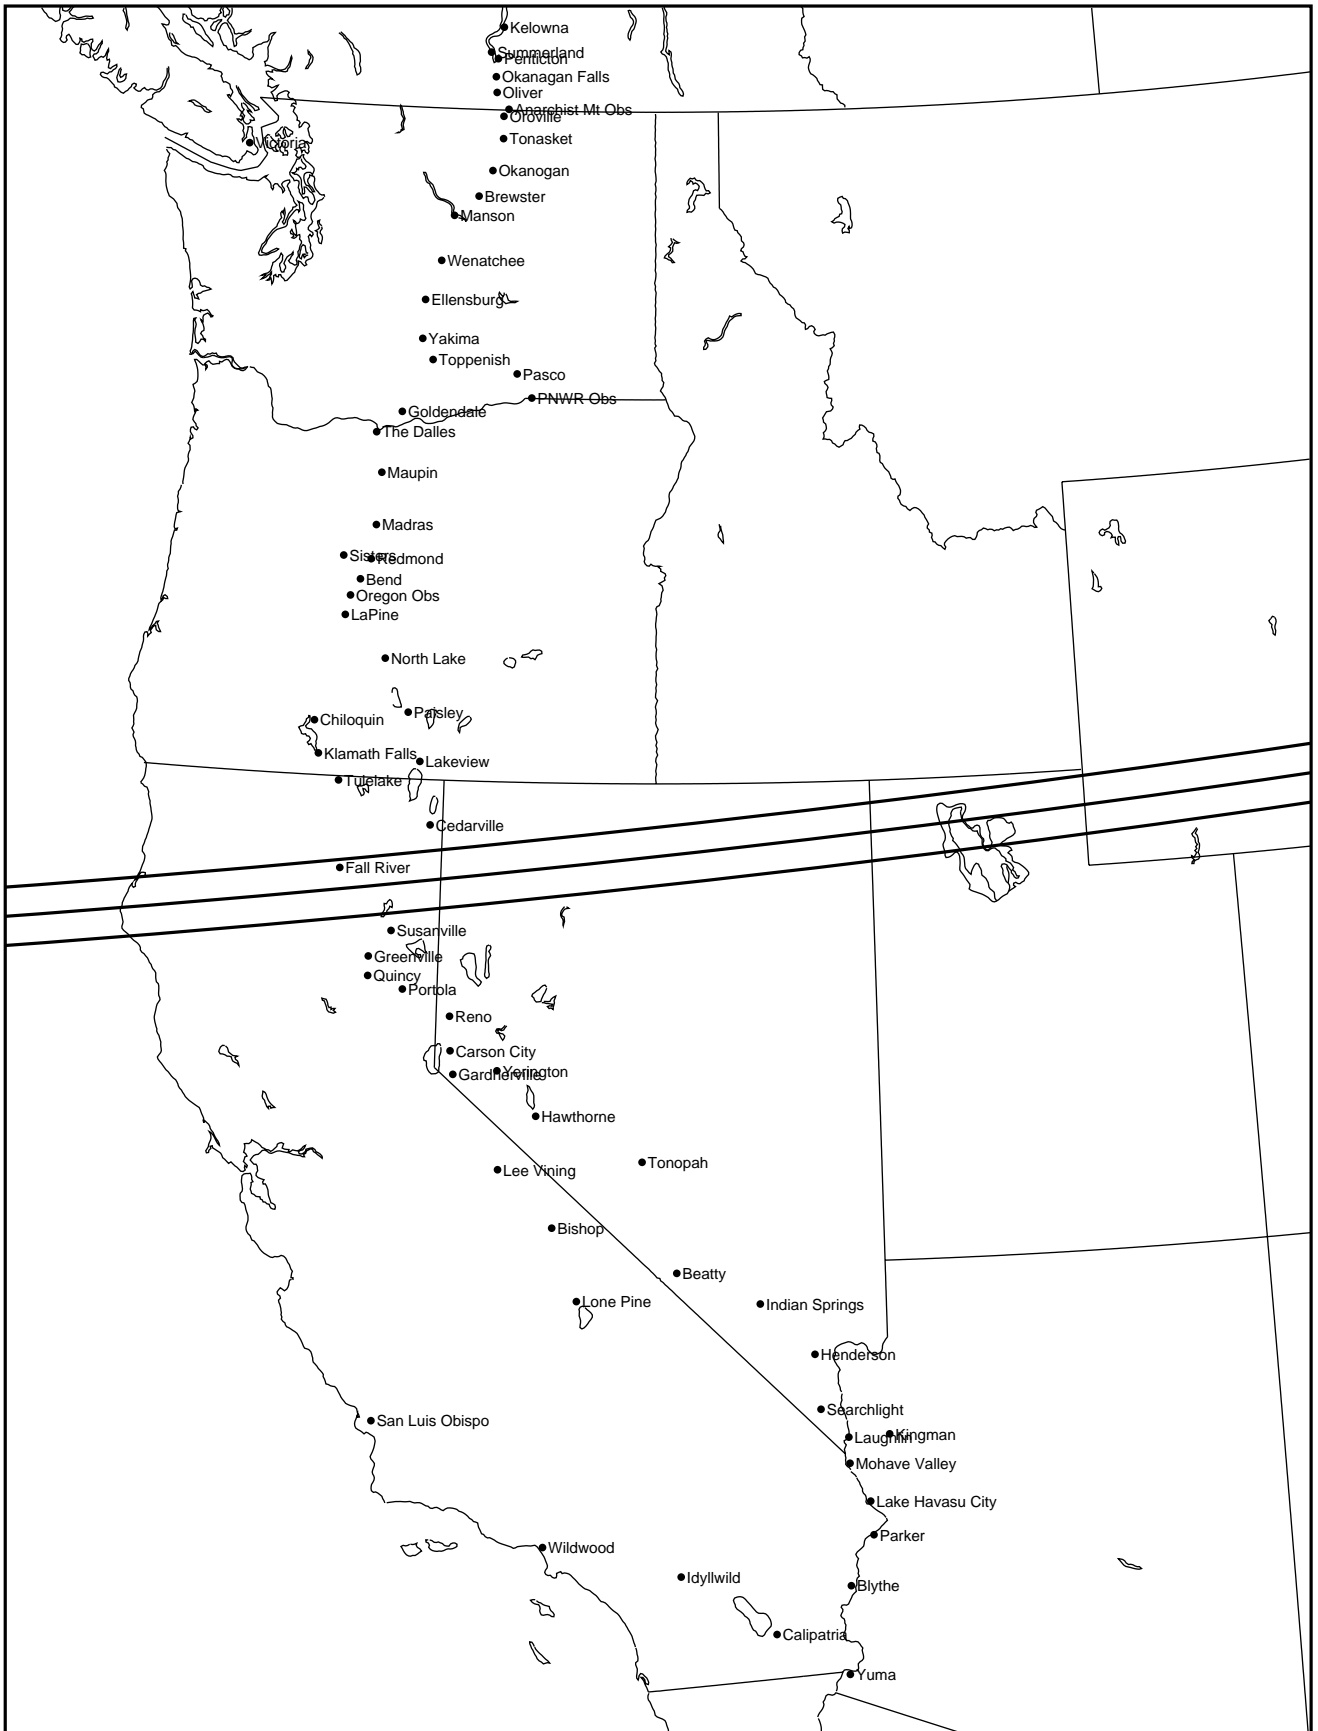 Kelowna
Summerland
Penticton
Okanagan Falls
Oliver
Anarchist Mt Obs
Oroville
Tonasket
Victoria
Okanogan
Brewster
Manson
Wenatchee
Ellensburg
Yakima
Toppenish
Pasco
PNWR Obs
Goldendale
The Dalles
Maupin
Madras
Sisters
Redmond
Bend
Oregon Obs
LaPine
North Lake
Paisley
Chiloquin
Klamath Falls
Lakeview
Tulelake
Cedarville
Fall River
Susanville
Greenville
Quincy
Portola
Reno
Carson City
Yerington
Gardnerville
Hawthorne
Tonopah
Lee Vining
Bishop
Beatty
Lone Pine
Indian Springs
Henderson
Searchlight
San Luis Obispo
Kingman
Laughlin
Mohave Valley
Lake Havasu City
Parker
Wildwood
Idyllwild
Blythe
Calipatria
Yuma